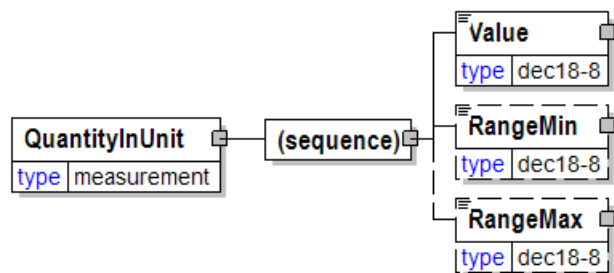 Value
type dec18-8
QuantityInUnit
type measurement
(sequence)
RangeMin
type dec18-8
RangeMax
type dec18-8